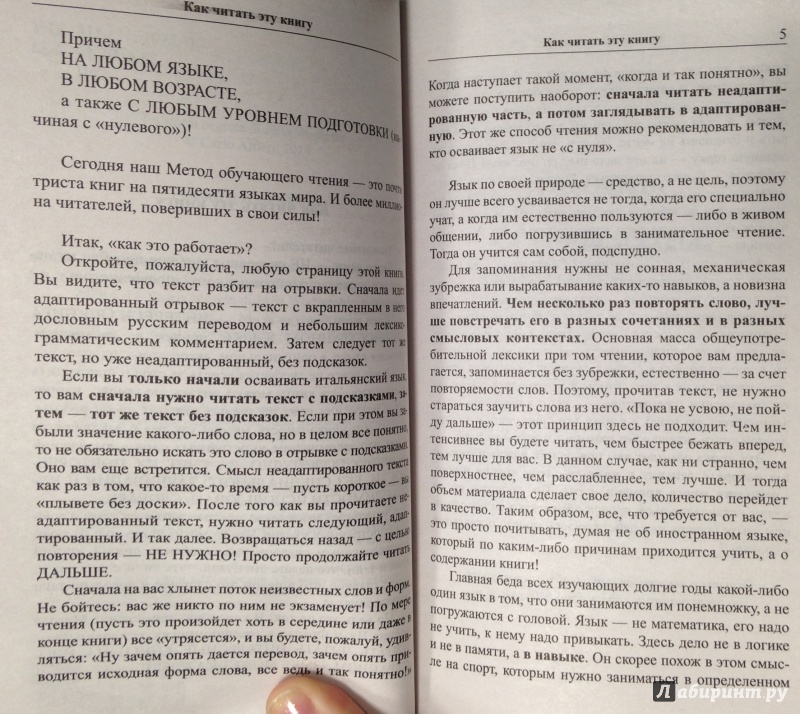 Как читать эту книгу
Причем
НА ЛЮБОМ ЯЗЫКЕ,
В ЛЮБОМ ВОЗРАСТЕ,
а также С ЛЮБЫМ УРОВНЕМ ПОДГОТОВКИ (на-
чиная с «нулевого»)!
Сегодня наш Метод обучающего чтения — это почти
триста книг на пятидесяти языках мира. И более миллио-
на читателей, поверивших в свои силы!
Итак, «как это работает»?
Откройте, пожалуйста, любую страницу этой книги.
Вы видите, что текст разбит на отрывки. Сначала идет
адаптированный отрывок — текст с вкрапленным в него
дословным русским переводом и небольшим лексико-
грамматическим комментарием. Затем следует тот же
текст, но уже неадаптированный, без подсказок.
Если вы только начали осваивать итальянский язык,
то вам сначала нужно читать текст с подсказками, за-
тем — тот же текст без подсказок. Если при этом вы за-
были значение какого-либо слова, но в целом все понятно,
то не обязательно искать это слово в отрывке с подсказками.
Оно вам еще встретится. Смысл неадаптированного текста
как раз в том, что какое-то время — пусть короткое — вы
«плывете без доски». После того как вы прочитаете не-
адаптированный текст, нужно читать следующий, адап-
тированный. И так далее. Возвращаться назад — с целью
повторения — НЕ НУЖНО! Просто продолжайте читать
ДАЛЬШЕ.
Сначала на вас хлынет поток неизвестных слов и форм.
Не бойтесь: вас же никто по ним не экзаменует! По мере
чтения (пусть это произойдет хоть в середине или даже в
конце книги) все «утрясется», и вы будете, пожалуй, удив-
ляться: «Ну зачем опять дается перевод, зачем опять при-
водится исходная форма слова, все ведь и так понятно!»
Как читать эту книгу 5
Когда наступает такой момент, «когда и так понятно», вы
можете поступить наоборот: сначала читать неадапти-
рованную часть, а потом заглядывать в адаптирован-
ную. Этот же способ чтения можно рекомендовать и тем,
кто осваивает язык не «с нуля».
Язык по своей природе — средство, а не цель, поэтому
он лучше всего усваивается не тогда, когда его специально
учат, а когда им естественно пользуются — либо в живом
общении, либо погрузившись в занимательное чтение.
Тогда он учится сам собой, подспудно.
Для запоминания нужны не сонная, механическая
зубрежка или вырабатывание каких-то навыков, а новизна
впечатлений. Чем несколько раз повторять слово, луч-
ше повстречать его в разных сочетаниях и в разных
смысловых контекстах. Основная масса общеупотре-
бительной лексики при том чтении, которое вам предла-
гается, запоминается без зубрежки, естественно — за счет
повторяемости слов. Поэтому, прочитав текст, не нужно
стараться заучить слова из него. «Пока не усвою, не пой-
ду дальше» — этот принцип здесь не подходит. Чем ин-
тенсивнее вы будете читать, чем быстрее бежать вперед,
тем лучше для вас. В данном случае, как ни странно, чем
поверхностнее, чем расслабленнее, тем лучше. И тогда
объем материала сделает свое дело, количество перейдет
в качество. Таким образом, все, что требуется от вас, —
это просто почитывать, думая не об иностранном языке,
который по каким-либо причинам приходится учить, а о
содержании книги!
Главная беда всех изучающих долгие годы какой-либо
один язык в том, что они занимаются им понемножку, а не
погружаются с головой. Язык — не математика, его надо
не учить, к нему надо привыкать. Здесь дело не в логике
и не в памяти, а в навыке. Он скорее похож в этом смыс-
ле на спорт, которым нужно заниматься в определенном
Лабиринт.ру